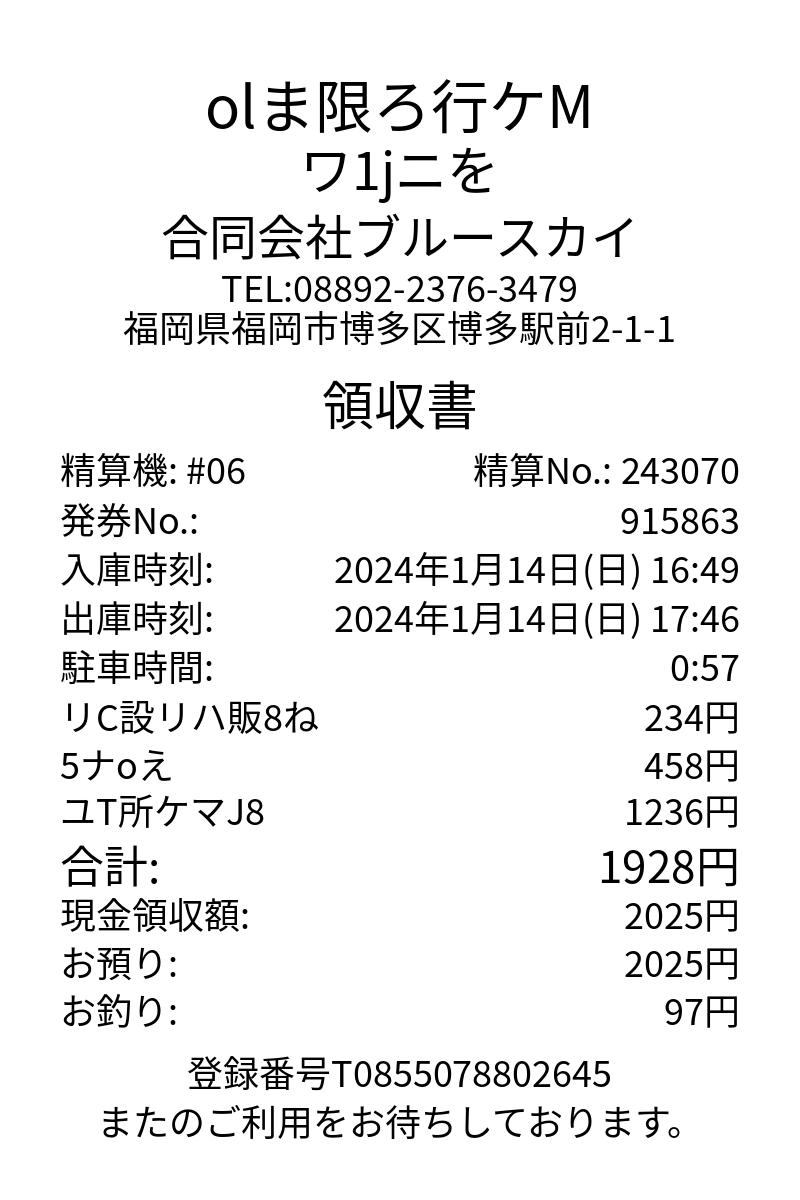 olま限ろ行ケM
ワ1jニを
合同会社ブルースカイ
TEL:08892-2376-3479
福岡県福岡市博多区博多駅前2-1-1
領収書
精算機: #06 精算No.: 243070
発券No.: 915863
入庫時刻: 2024年1月14日(日) 16:49
出庫時刻: 2024年1月14日(日) 17:46
駐車時間: 0:57
リC設リハ販8ね 234円
5ナoえ 458円
ユT所ケマJ8 1236円
合計: 1928円
現金領収額: 2025円
お預り: 2025円
お釣り: 97円
登録番号T0855078802645
またのご利用をお待ちしております。